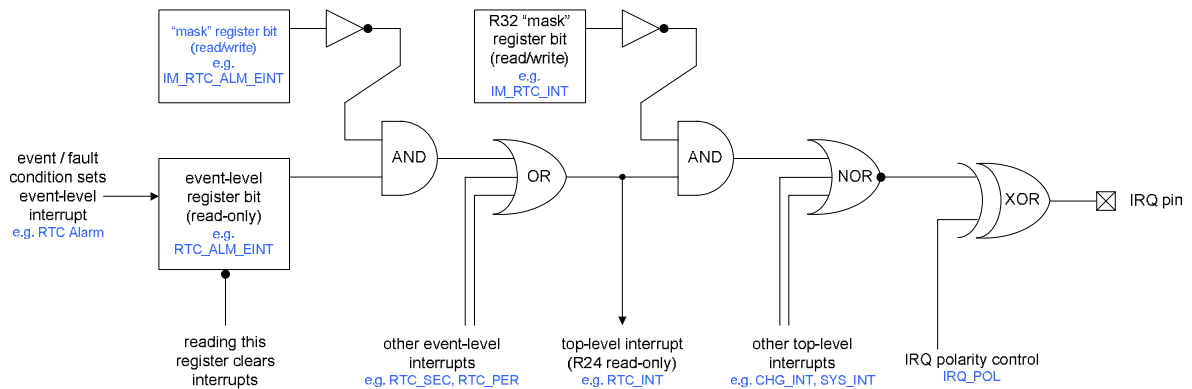 “mask” register bit
(read/write)
e.g.
IM_RTC_ALM_EINT
R32 “mask”
register bit
(read/write)
e.g.
IM_RTC_INT
event / fault
condition sets
event-level
interrupt
e.g. RTC Alarm
event-level
register bit
(read-only)
e.g.
RTC_ALM_EINT
AND
OR
AND
NOR
XOR
IRQ pin
reading this
register clears
interrupts
other event-level
interrupts
e.g. RTC_SEC, RTC_PER
top-level interrupt
(R24 read-only)
e.g. RTC_INT
other top-level
interrupts
e.g. CHG_INT, SYS_INT
IRQ polarity control
IRQ_POL